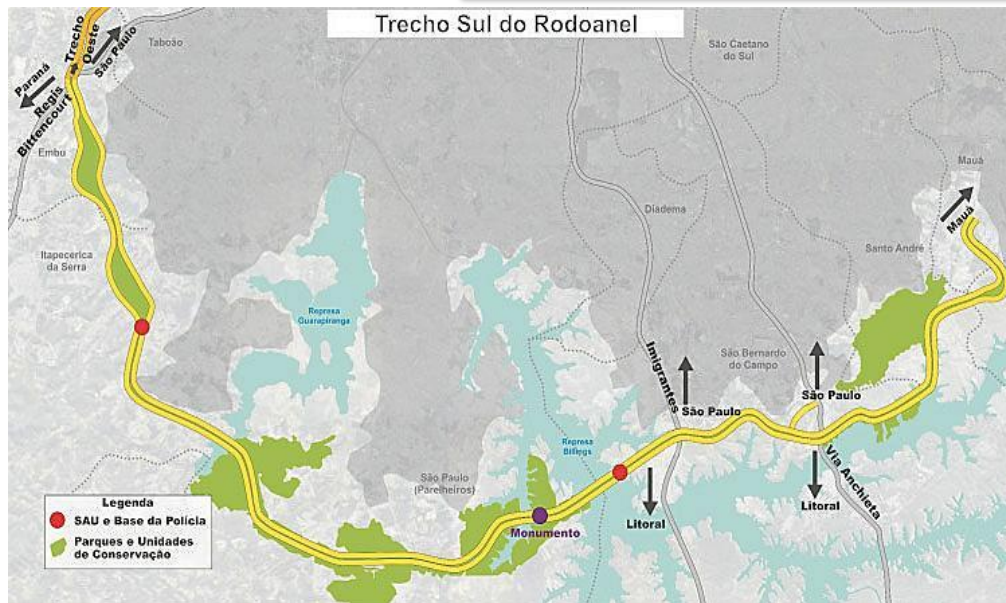 Trecho Sul do Rodoanel
Trecho
Oeste
São Paulo
Taboão
Paraná
Regis
Bittencourt
Embu
São Caetano
do Sul
Mauá
Mauá
Diadema
Santo André
Itapecerica
da Serra
Represa
Guarapiranga
Imigrantes
São Bernardo
do Campo
São Paulo
São Paulo
Represa
Billings
São Paulo
(Parelheiros)
Via Anchieta
Litoral
Litoral
Monumento
Legenda
SAU e Base da Polícia
Parques e Unidades
de Conservação